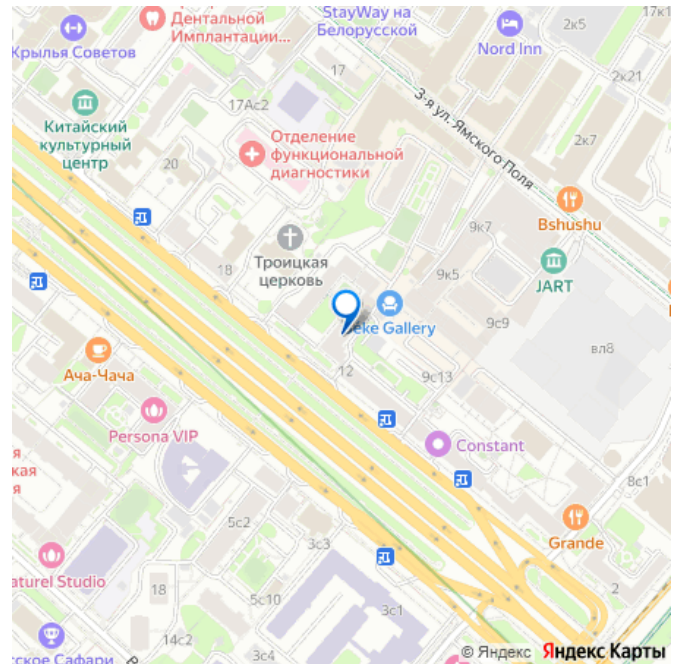 Дентальной
Имплантации...
StayWay на
Белорусской
17к1
2к5
Nord Inn
Крылья Советов
17
2к21
17Ас2
3-я ул. Ямского Поля
Китайский
культурный
центр
Отделение
функциональной
диагностики
2к7
20
Bshushu
9к7
Троицкая
церковь
18
9к5
JART
eke Gallery
9с9
вл8
Ача-Чача
12
9с13
Persona VIP
Constant
я
кая
я
8с1
5с2
3с3
Grande
aturel Studio
18
5с10
2
3с1
14с2
3с4
ское Сафари
© Яндекс Яндекс Карты